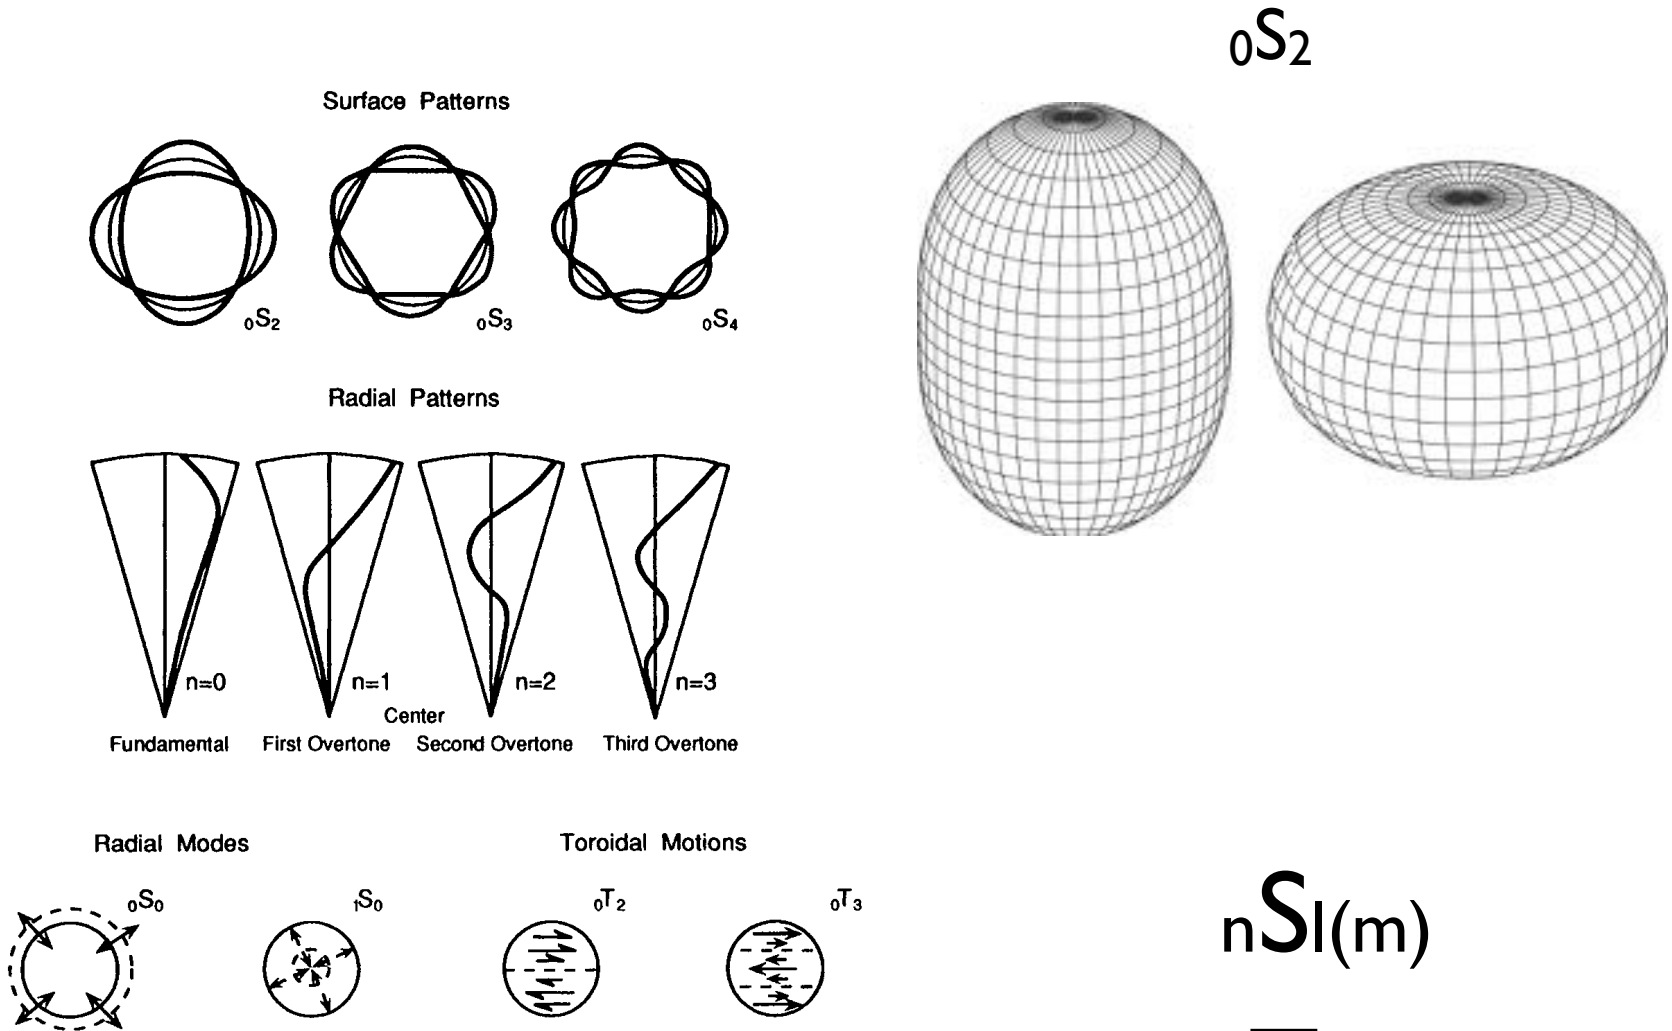 Surface Patterns
₀S₂ ₀S₃ ₀S₄
Radial Patterns
n=0 n=1 n=2 n=3
Center
Fundamental First Overtone Second Overtone Third Overtone
Radial Modes Toroidal Motions
₀S₀ ₁S₀ ₀T₂ ₀T₃
₀S₂
nSl(m)